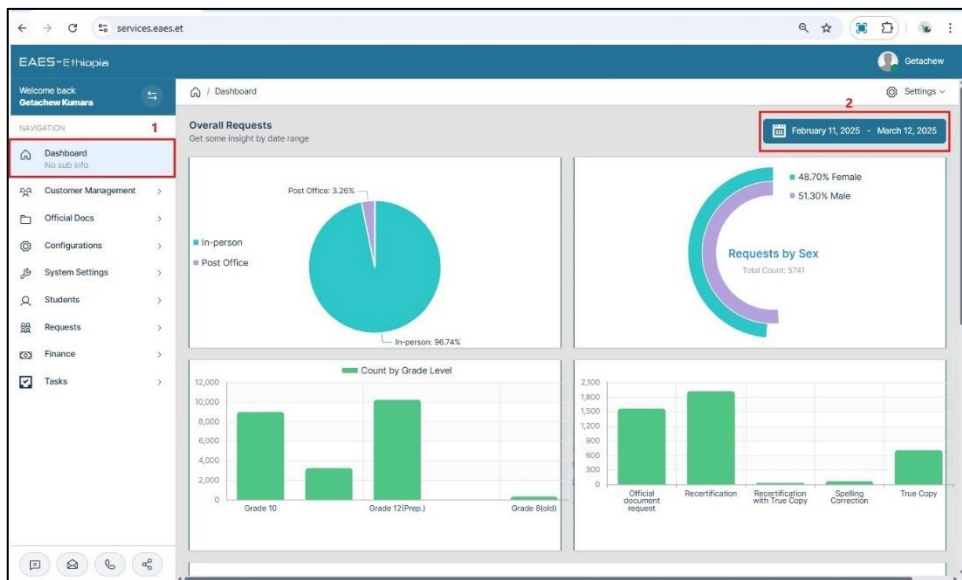 services.eaes.et
EAES-Ethiopia
Getachew
Welcome back
Getachew Kumara
/ Dashboard
Settings
NAVIGATION
1
2
Dashboard
No sub info
Customer Management
Official Docs
Configurations
System Settings
Students
Requests
Finance
Tasks
Overall Requests
Get some insight by date range
February 11, 2025 - March 12, 2025
Post Office: 3.26%
In-person
Post Office
In-person: 96.74%
48.70% Female
51.30% Male
Requests by Sex
Total Count: 5741
Count by Grade Level
12,000
10,000
8,000
6,000
4,000
2,000
0
Grade 10
Grade 12(Prep.)
Grade 8(old)
2,100
1,800
1,500
1,200
900
600
300
0
Official
document
request
Recertification
Recertification
with True Copy
Spelling
Correction
True Copy